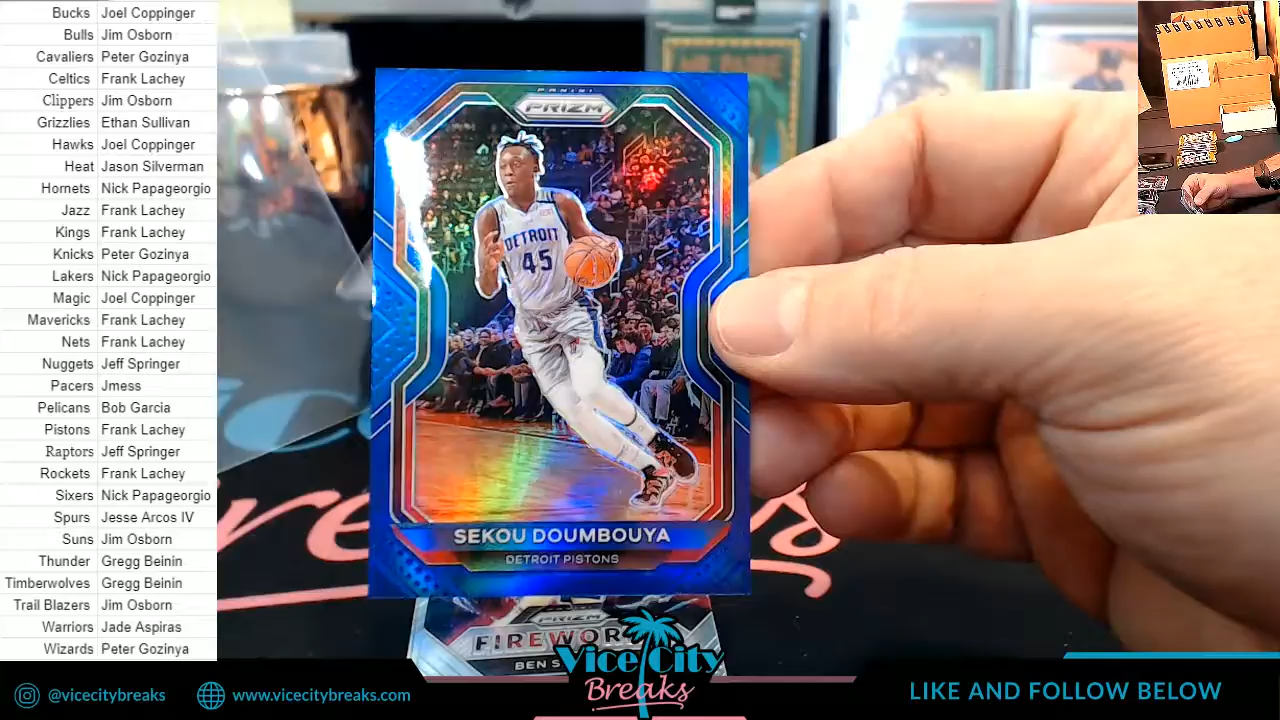 Bucks Joel Coppinger
Bulls Jim Osborn
Cavaliers Peter Gozinya
Celtics Frank Lachey
Clippers Jim Osborn
Grizzlies Ethan Sullivan
Hawks Joel Coppinger
Heat Jason Silverman
Hornets Nick Papageorgio
Jazz Frank Lachey
Kings Frank Lachey
Knicks Peter Gozinya
Lakers Nick Papageorgio
Magic Joel Coppinger
Mavericks Frank Lachey
Nets Frank Lachey
Nuggets Jeff Springer
Pacers Jmess
Pelicans Bob Garcia
Pistons Frank Lachey
Raptors Jeff Springer
Rockets Frank Lachey
Sixers Nick Papageorgio
Spurs Jesse Arcos IV
Suns Jim Osborn
Thunder Gregg Beinin
Timberwolves Gregg Beinin
Trail Blazers Jim Osborn
Warriors Jade Aspiras
Wizards Peter Gozinya
PANINI
PRIZM
DETROIT
45
SEKOU DOUMBOUYA
DETROIT PISTONS
PRIZM
BEN
Vice City
Breaks
@vicecitybreaks
www.vicecitybreaks.com
LIKE AND FOLLOW BELOW